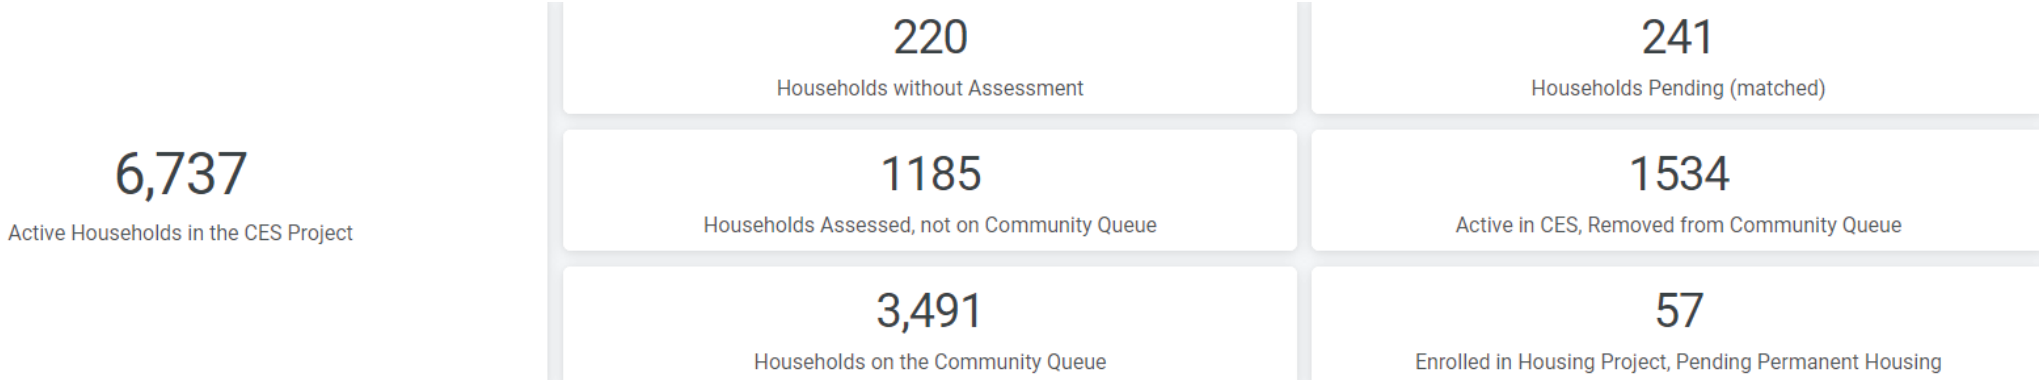 6,737
Active Households in the CES Project
220
Households without Assessment
241
Households Pending (matched)
1185
Households Assessed, not on Community Queue
1534
Active in CES, Removed from Community Queue
3,491
Households on the Community Queue
57
Enrolled in Housing Project, Pending Permanent Housing